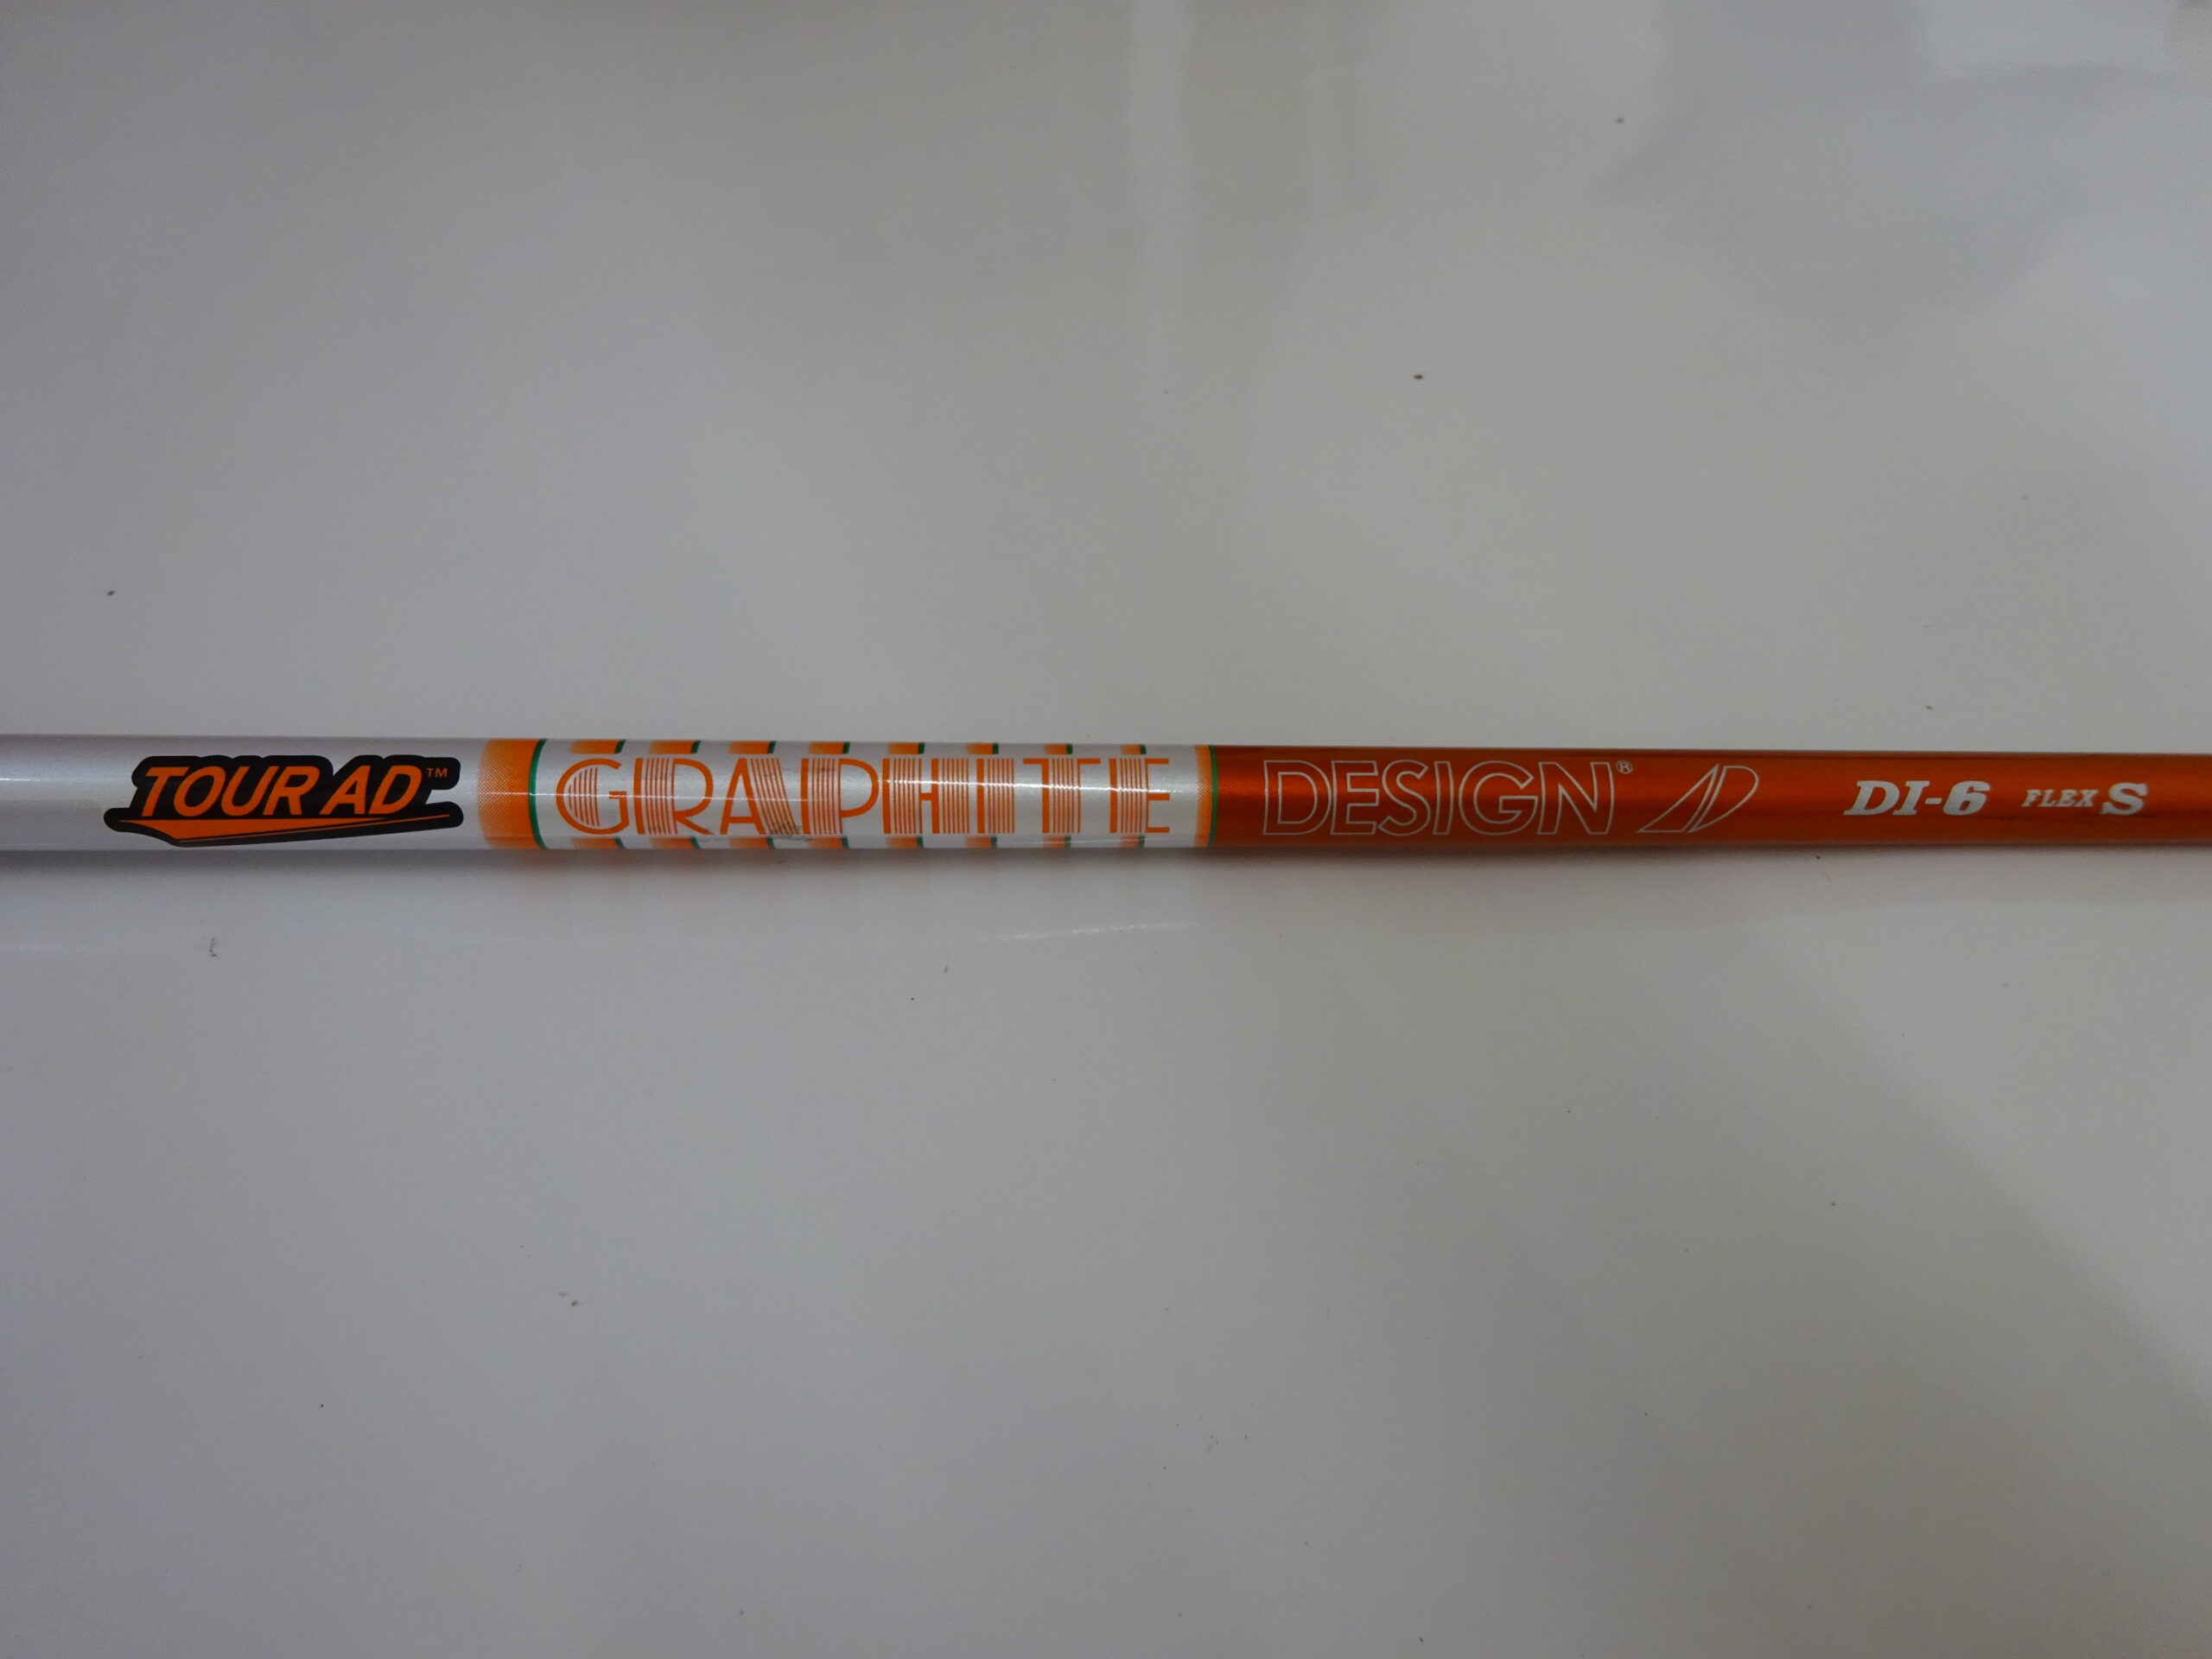 TOUR AD™ GRAPHITE DESIGN® DI-6 FLEX S